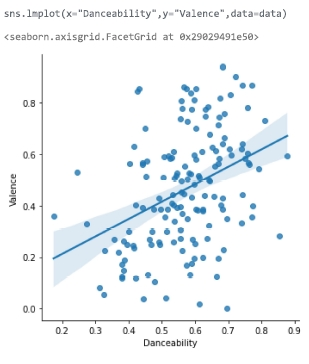 sns.lmplot(x="Danceability",y="Valence",data=data)
<seaborn.axisgrid.FacetGrid at 0x29029491e50>
0.8
0.6
0.4
0.2
0.0
Valence
0.2 0.3 0.4 0.5 0.6 0.7 0.8 0.9
Danceability